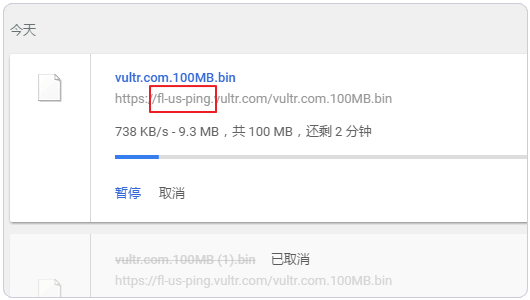 今天
vultr.com.100MB.bin
https://fl-us-ping.vultr.com/vultr.com.100MB.bin
738 KB/s - 9.3 MB，共 100 MB，还剩 2 分钟
暂停 取消
vultr.com.100MB (1).bin 已取消
https://fl-us-ping.vultr.com/vultr.com.100MB.bin